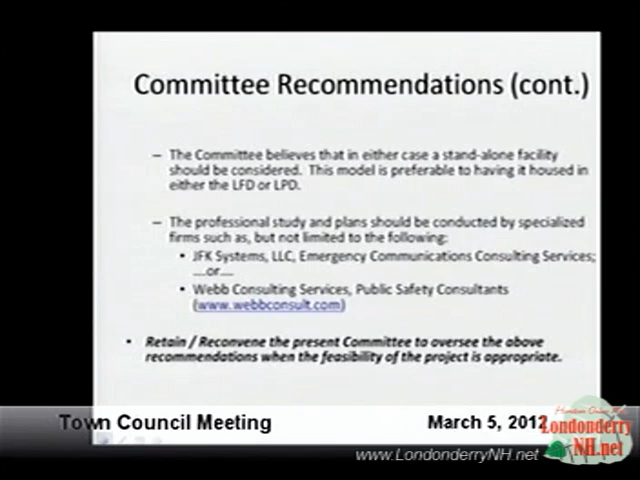 Committee Recommendations (cont.)
– The Committee believes that in either case a stand-alone facility
should be considered. This model is preferable to having it housed in
either the LFD or LPD.
– The professional study and plans should be conducted by specialized
firms such as, but not limited to the following:
• JFK Systems, LLC, Emergency Communications Consulting Services;
....or....
• Webb Consulting Services, Public Safety Consultants
(www.webbconsult.com)
• Retain / Reconvene the present Committee to oversee the above
recommendations when the feasibility of the project is appropriate.
Town Council Meeting
March 5, 2012
Londonderry
NH.net
www.LondonderryNH.net